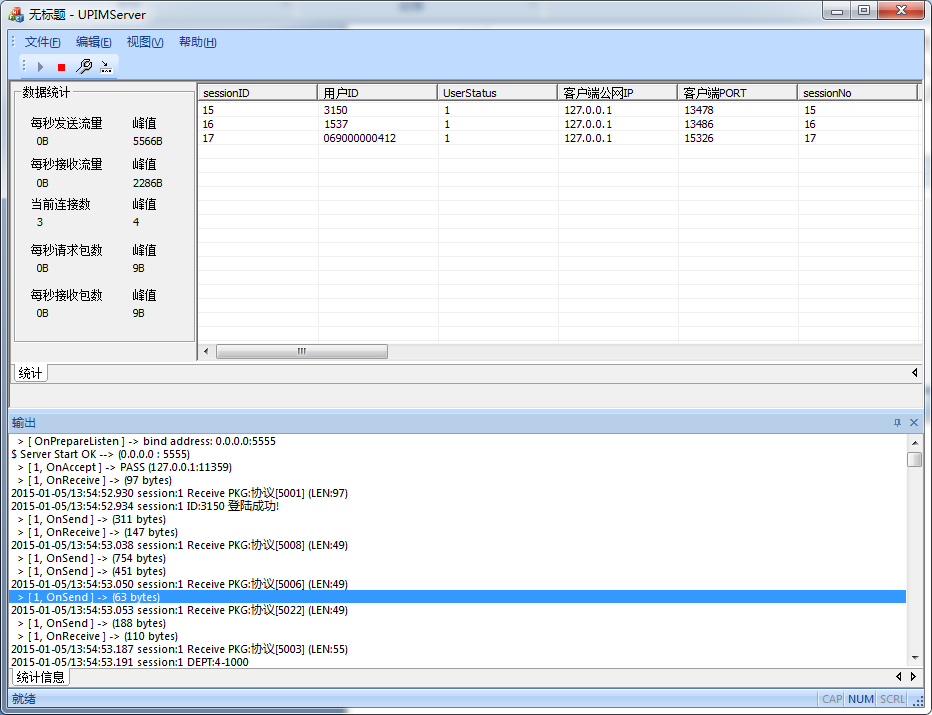 无标题 - UPIMServer
文件(F) 编辑(E) 视图(V) 帮助(H)
数据统计
每秒发送流量 峰值
0B 5566B
每秒接收流量 峰值
0B 2286B
当前连接数 峰值
3 4
每秒请求包数 峰值
0B 9B
每秒接收包数 峰值
0B 9B
sessionID 用户ID UserStatus 客户端公网IP 客户端PORT sessionNo
15 3150 1 127.0.0.1 13478 15
16 1537 1 127.0.0.1 13486 16
17 069000000412 1 127.0.0.1 15326 17
统计
输出
> [ OnPrepareListen ] -> bind address: 0.0.0.0:5555
$ Server Start OK --> (0.0.0.0 : 5555)
> [ 1, OnAccept ] -> PASS (127.0.0.1:11359)
> [ 1, OnReceive ] -> (97 bytes)
2015-01-05/13:54:52.930 session:1 Receive PKG:协议[5001] (LEN:97)
2015-01-05/13:54:52.934 session:1 ID:3150 登陆成功!
> [ 1, OnSend ] -> (311 bytes)
> [ 1, OnReceive ] -> (147 bytes)
2015-01-05/13:54:53.038 session:1 Receive PKG:协议[5008] (LEN:49)
> [ 1, OnSend ] -> (754 bytes)
> [ 1, OnSend ] -> (451 bytes)
2015-01-05/13:54:53.050 session:1 Receive PKG:协议[5006] (LEN:49)
> [ 1, OnSend ] -> (63 bytes)
2015-01-05/13:54:53.053 session:1 Receive PKG:协议[5022] (LEN:49)
> [ 1, OnSend ] -> (188 bytes)
> [ 1, OnReceive ] -> (110 bytes)
2015-01-05/13:54:53.187 session:1 Receive PKG:协议[5003] (LEN:55)
2015-01-05/13:54:53.191 session:1 DEPT:4-1000
统计信息
就绪 CAP NUM SCRL